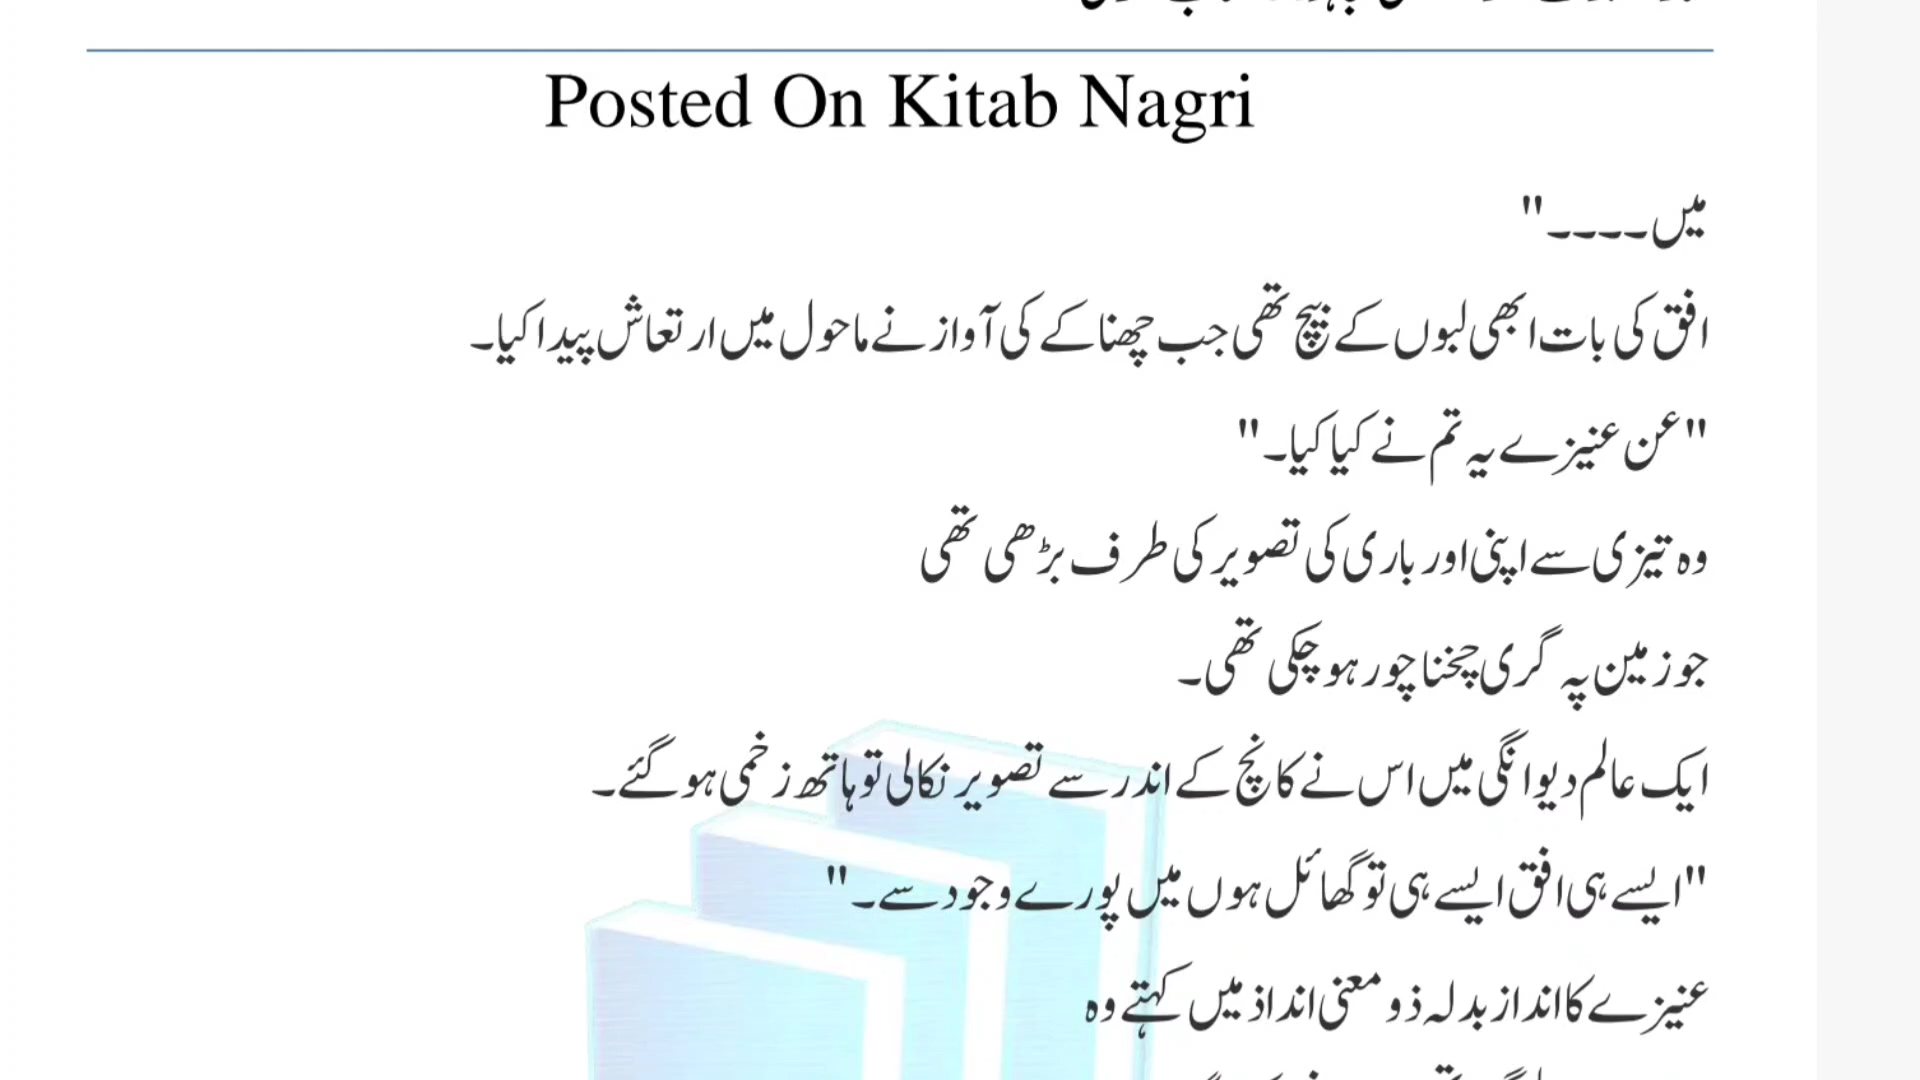 Posted On Kitab Nagri
میں۔۔۔۔"
افق کی بات ابھی لبوں کے بیچ تھی جب چھناکے کی آواز نے ماحول میں ارتعاش پیدا کیا۔
"عن عنیزے یہ تم نے کیا کیا۔"
وہ تیزی سے اپنی اور باری کی تصویر کی طرف بڑھی تھی
جو زمین پہ گری چخنا چور ہو چکی تھی۔
ایک عالم دیوانگی میں اس نے کانچ کے اندر سے تصویر نکالی تو ہاتھ زخمی ہو گئے۔
"ایسے ہی افق ایسے ہی تو گھائل ہوں میں پورے وجود سے۔"
عنیزے کا انداز بدلہ ذو معنی انداذ میں کہتے وہ